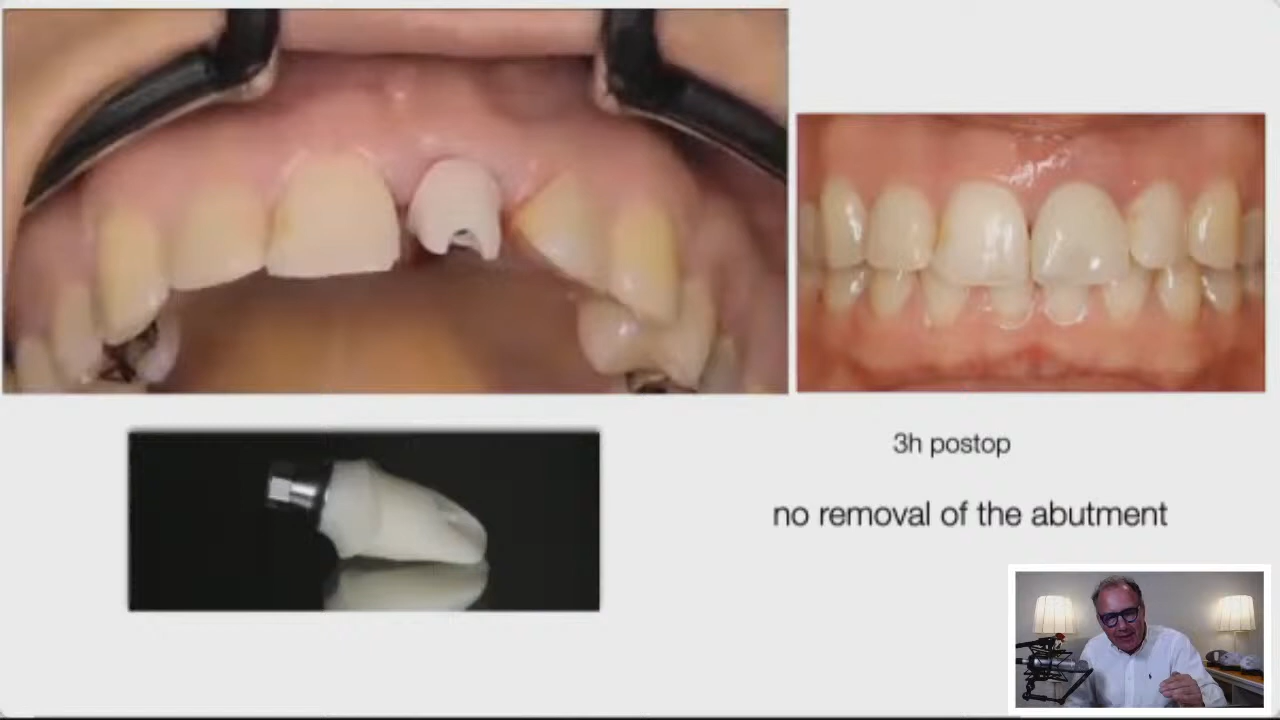 3h postop
no removal of the abutment